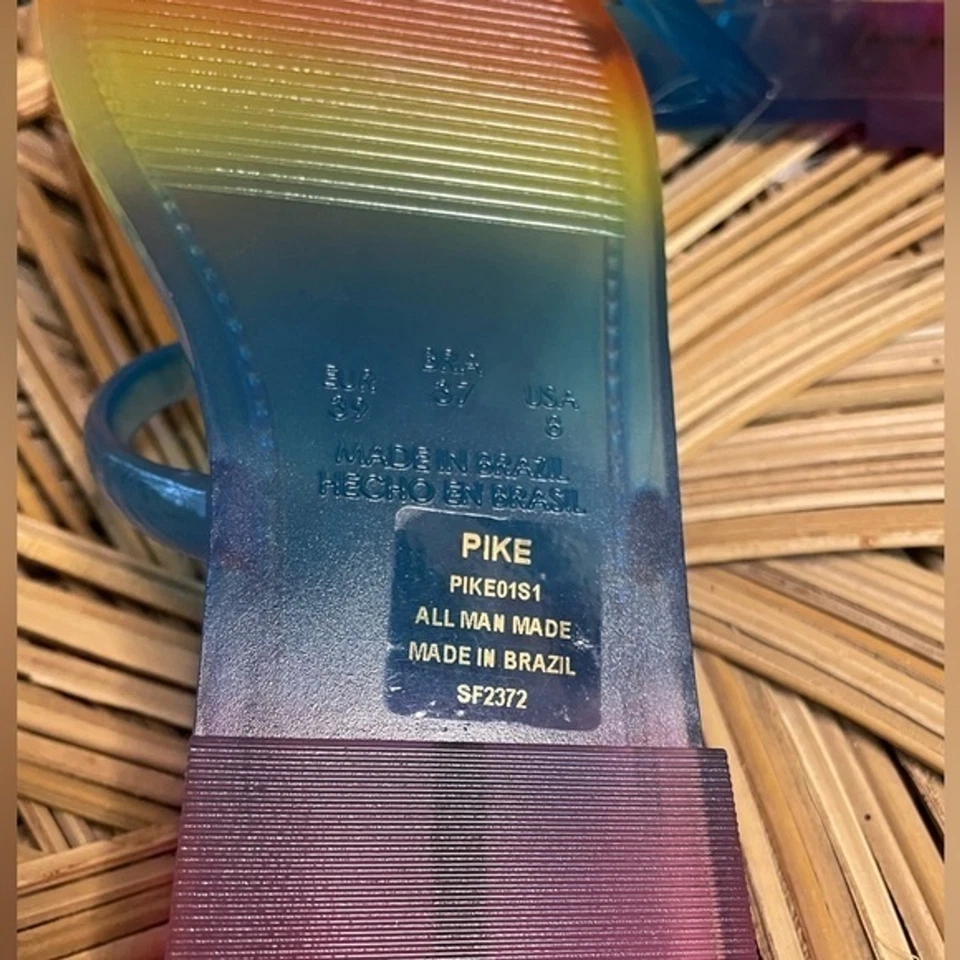 EUR BRA USA
39 37 8
MADE IN BRAZIL
HECHO EN BRASIL
PIKE
PIKE01S1
ALL MAN MADE
MADE IN BRAZIL
SF2372